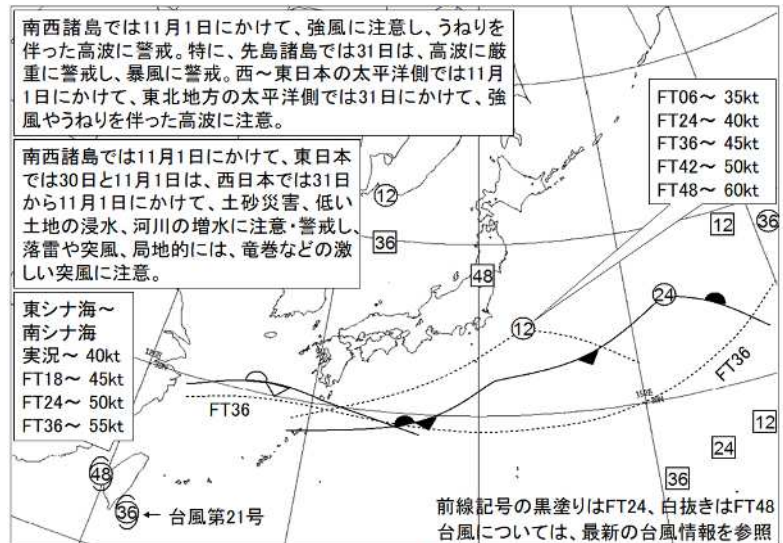 南西諸島では11月1日にかけて、強風に注意し、うねりを
伴った高波に警戒。特に、先島諸島では31日は、高波に厳
重に警戒し、暴風に警戒。西～東日本の太平洋側では11月
1日にかけて、東北地方の太平洋側では31日にかけて、強
風やうねりを伴った高波に注意。
南西諸島では11月1日にかけて、東日本
では30日と11月1日は、西日本では31日
から11月1日にかけて、土砂災害、低い
土地の浸水、河川の増水に注意・警戒し、
落雷や突風、局地的には、竜巻などの激
しい突風に注意。
東シナ海～
南シナ海
実況～ 40kt
FT18～ 45kt
FT24～ 50kt
FT36～ 55kt
FT06～ 35kt
FT24～ 40kt
FT36～ 45kt
FT42～ 50kt
FT48～ 60kt
12
36
48
12
36
24
12
FT36
FT36
12
24
36
48
36
← 台風第21号
前線記号の黒塗りはFT24、白抜きはFT48
台風については、最新の台風情報を参照